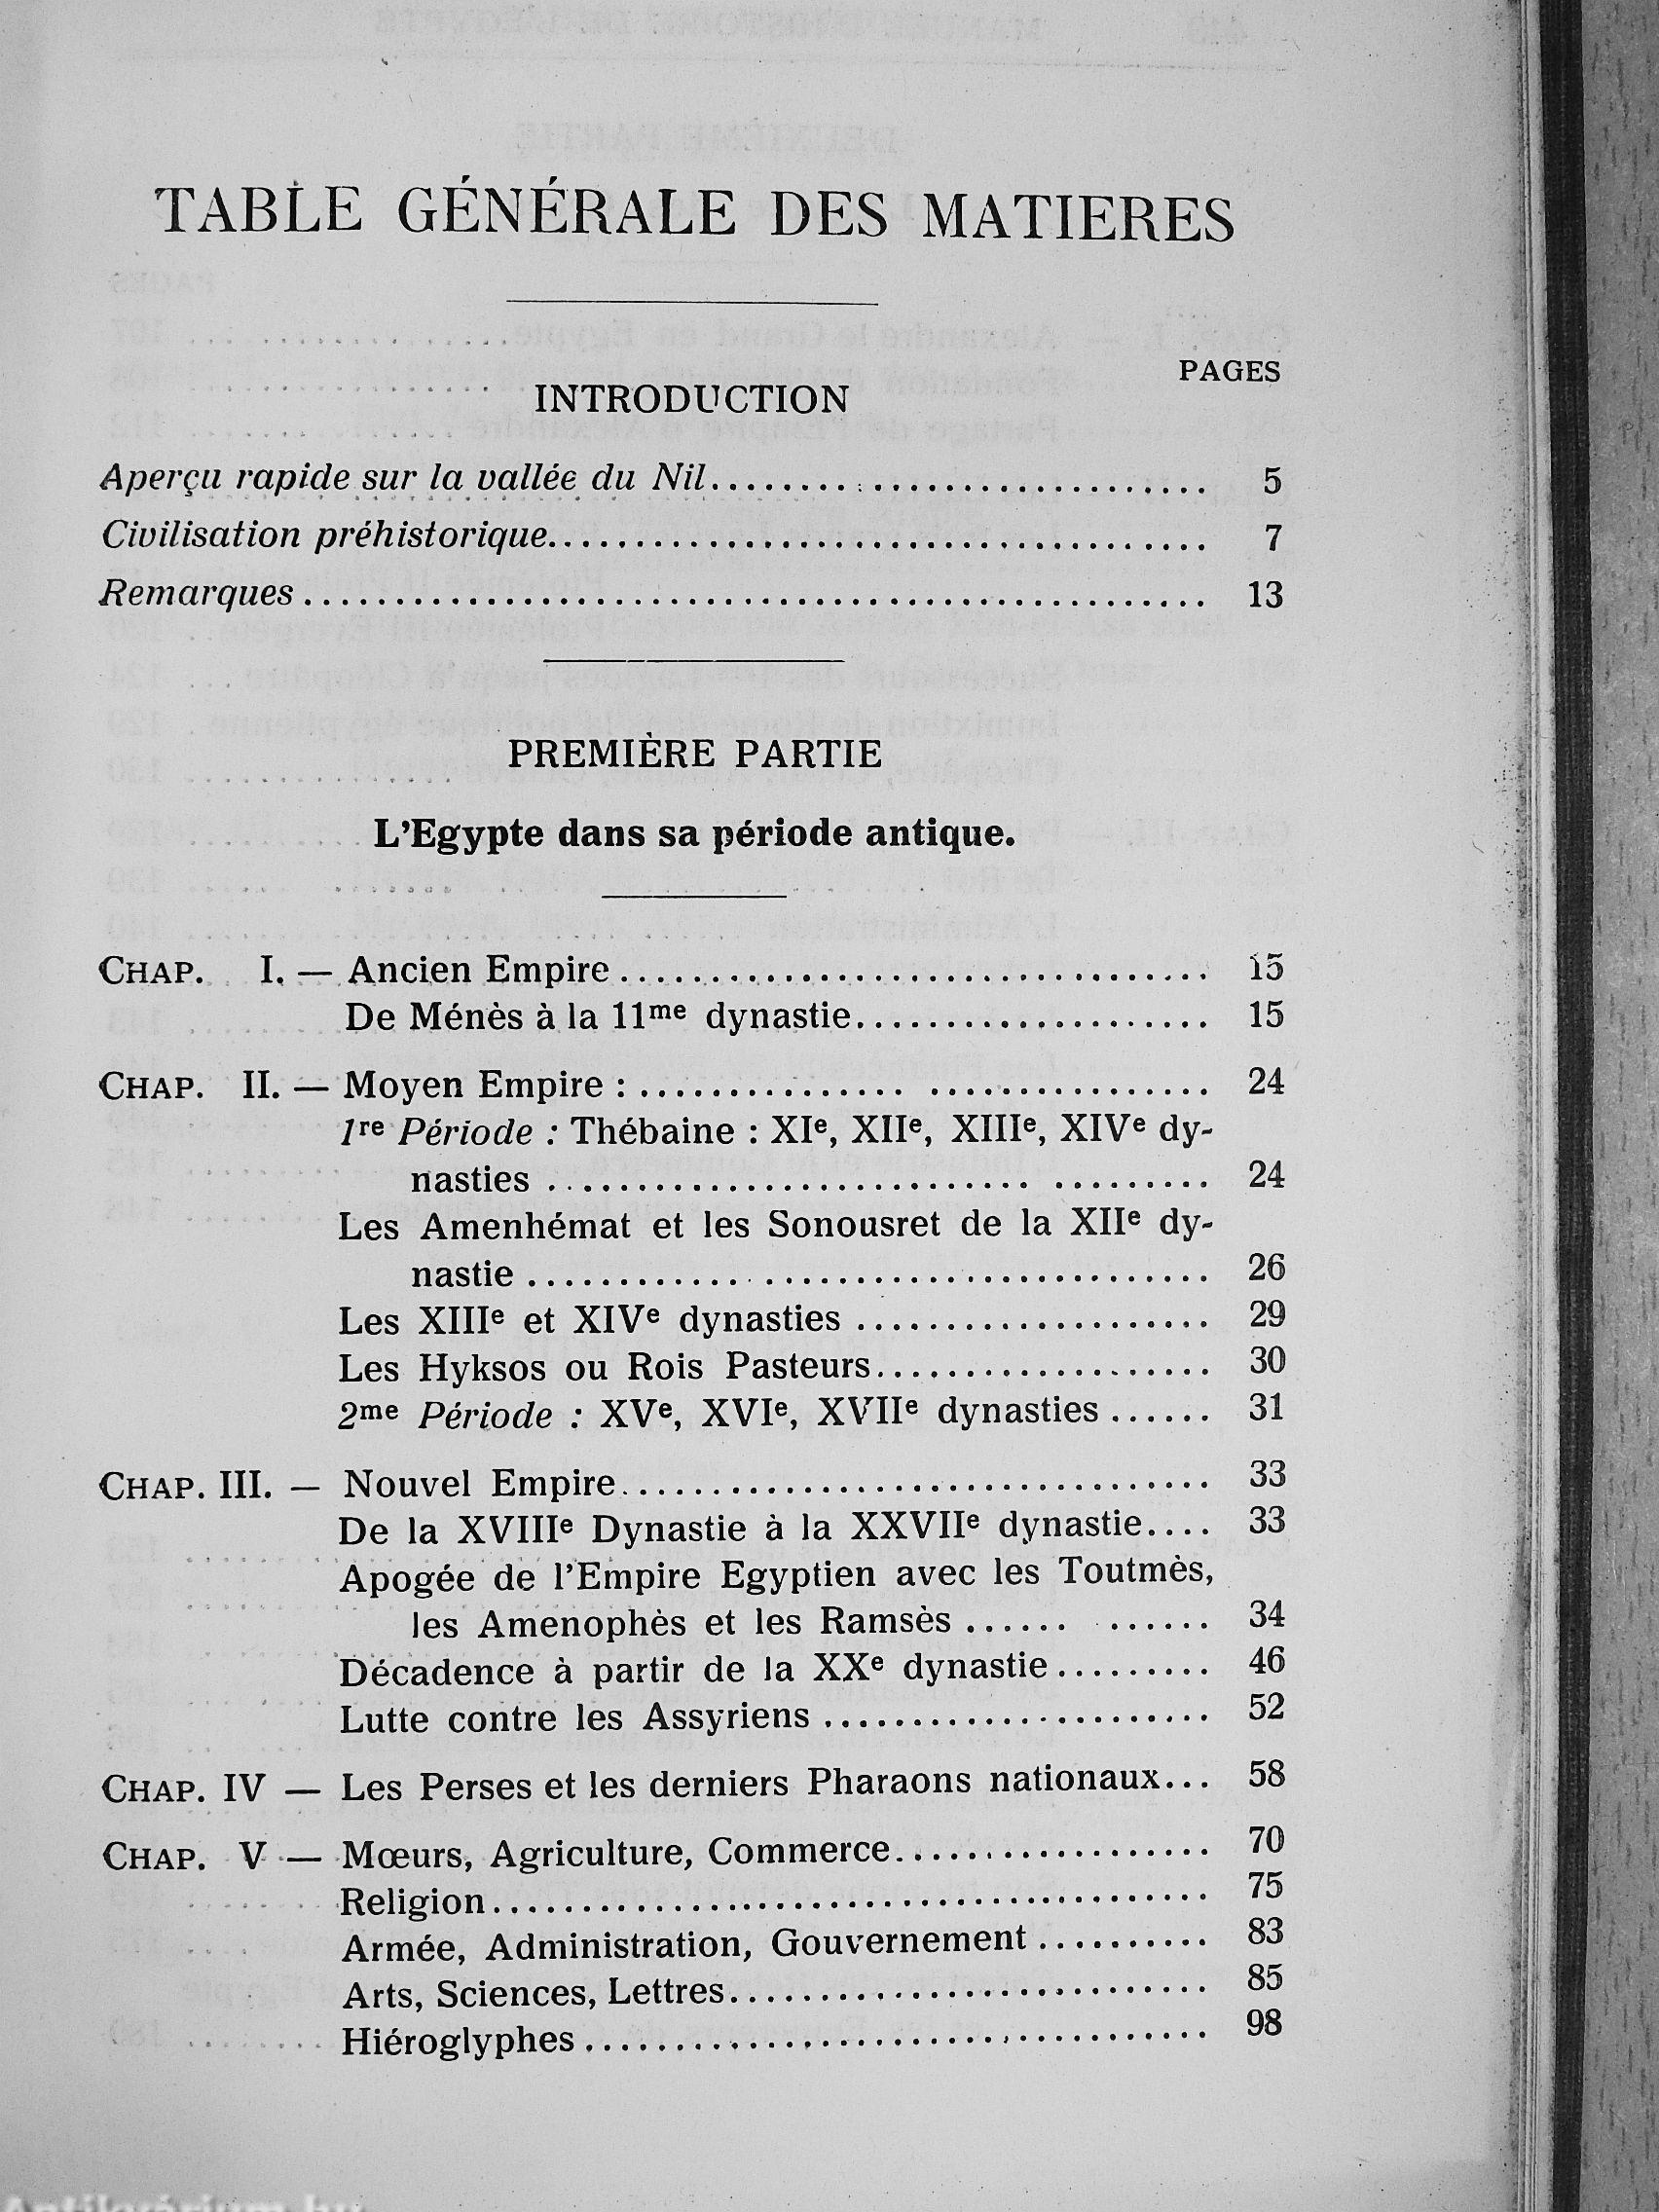 TABLE GÉNÉRALE DES MATIERES
PAGES
INTRODUCTION
Aperçu rapide sur la vallée du Nil 5
Civilisation préhistorique 7
Remarques 13
PREMIÈRE PARTIE
L'Egypte dans sa période antique.
CHAP. I. — Ancien Empire 15
De Ménès à la 11me dynastie 15
CHAP. II. — Moyen Empire : 24
1re Période : Thébaine : XIe, XIIe, XIIIe, XIVe dy-
nasties 24
Les Amenhémat et les Sonousret de la XIIe dy-
nastie 26
Les XIIIe et XIVe dynasties 29
Les Hyksos ou Rois Pasteurs 30
2me Période : XVe, XVIe, XVIIe dynasties 31
CHAP. III. — Nouvel Empire 33
De la XVIIIe Dynastie à la XXVIIe dynastie 33
Apogée de l'Empire Egyptien avec les Toutmès,
les Amenophès et les Ramsès 34
Décadence à partir de la XXe dynastie 46
Lutte contre les Assyriens 52
CHAP. IV — Les Perses et les derniers Pharaons nationaux 58
CHAP. V — Mœurs, Agriculture, Commerce 70
Religion 75
Armée, Administration, Gouvernement 83
Arts, Sciences, Lettres 85
Hiéroglyphes 98